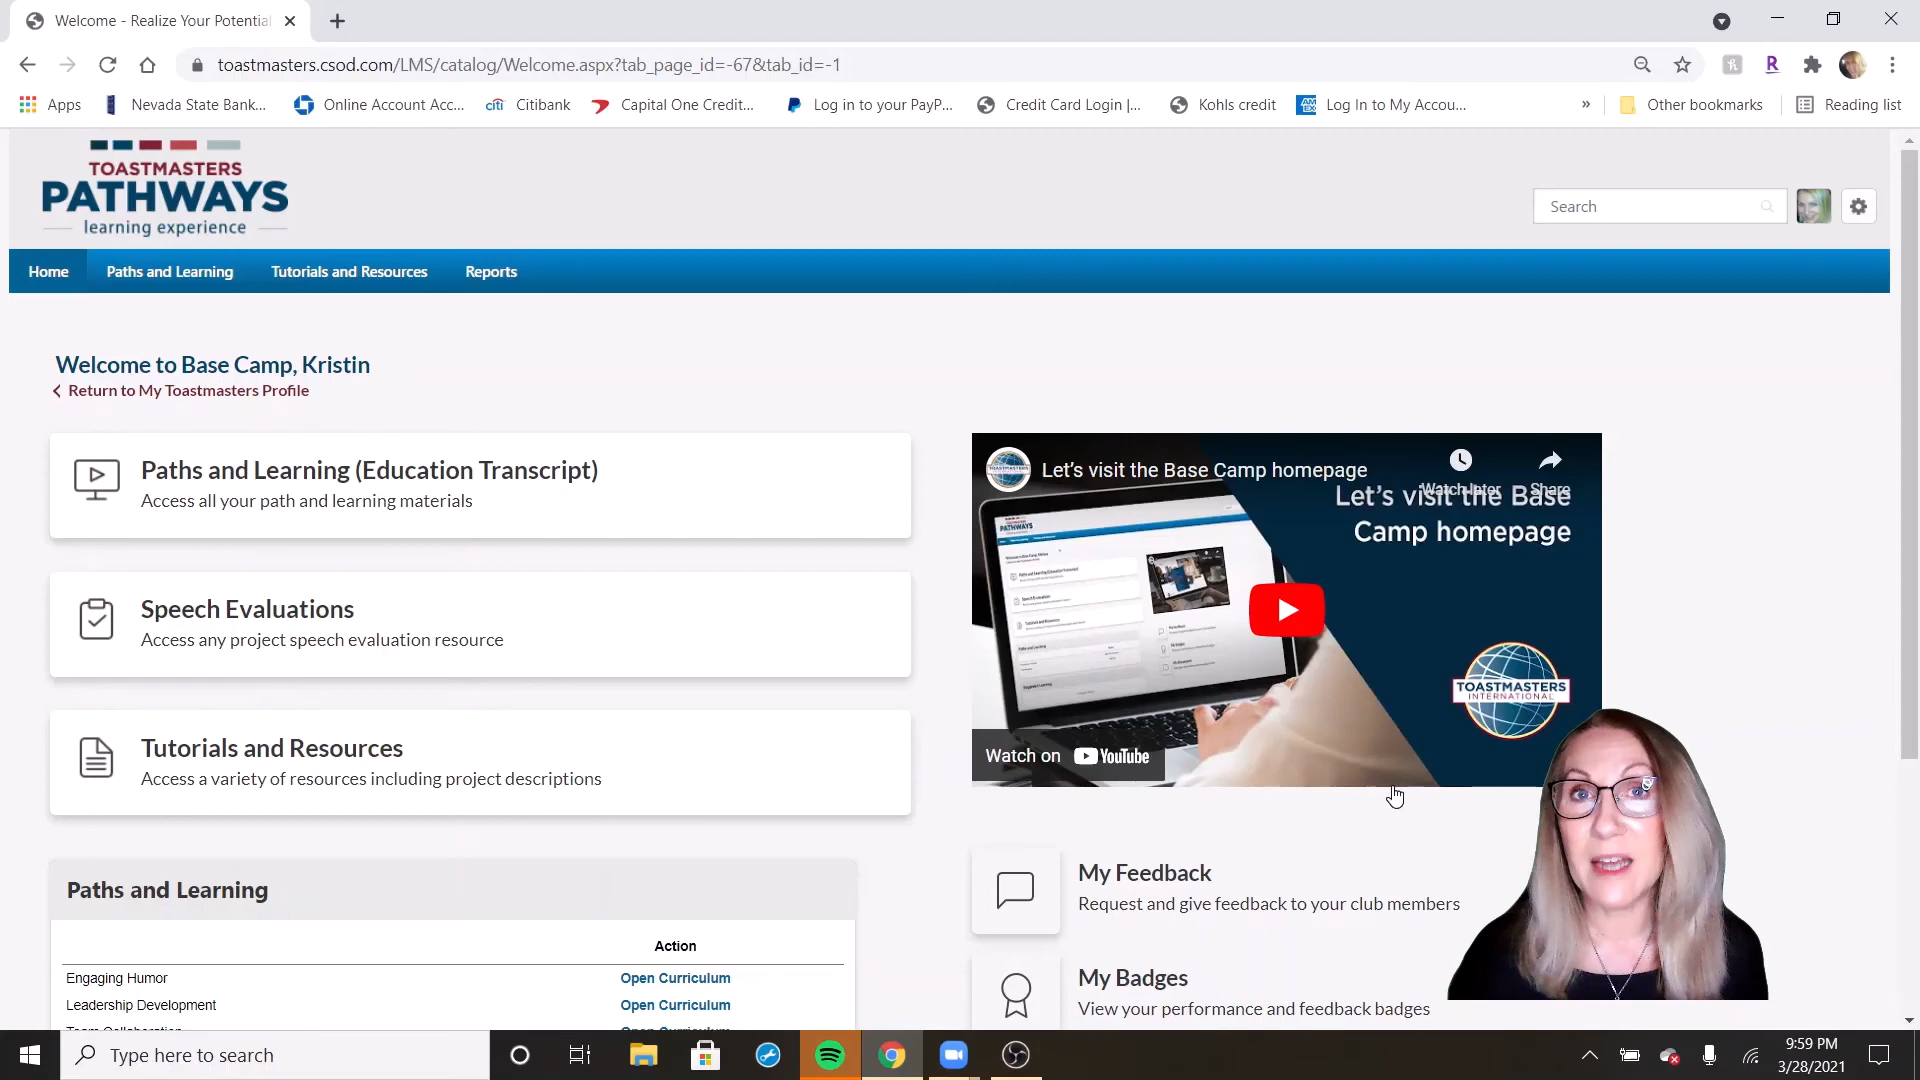 Welcome - Realize Your Potential
toastmasters.csod.com/LMS/catalog/Welcome.aspx?tab_page_id=-67&tab_id=-1
Apps
Nevada State Bank...
Online Account Acc...
citi
Citibank
Capital One Credit...
Log in to your PayP...
Credit Card Login |...
Kohls credit
AM EX
Log In to My Accou...
»
Other bookmarks
Reading list
TOASTMASTERS
PATHWAYS
learning experience
Search
Home
Paths and Learning
Tutorials and Resources
Reports
Welcome to Base Camp, Kristin
Return to My Toastmasters Profile
Paths and Learning (Education Transcript)
Access all your path and learning materials
Speech Evaluations
Access any project speech evaluation resource
Tutorials and Resources
Access a variety of resources including project descriptions
Let's visit the Base Camp homepage
Watch later
Share
Let's visit the Base
Camp homepage
TOASTMASTERS
INTERNATIONAL
Watch on YouTube
My Feedback
Request and give feedback to your club members
My Badges
View your performance and feedback badges
Paths and Learning
Action
Engaging Humor
Open Curriculum
Leadership Development
Open Curriculum
Team Collaboration
Open Curriculum
Type here to search
9:59 PM
3/28/2021